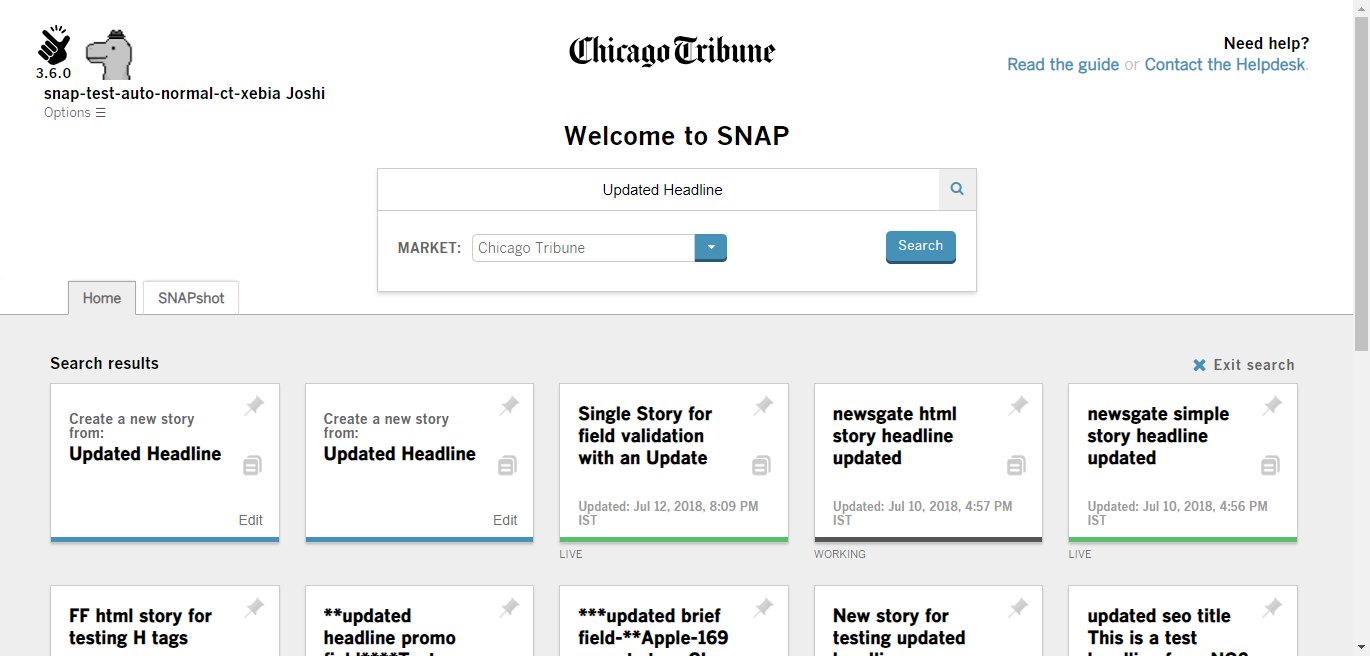 3.6.0
snap-test-auto-normal-ct-xebia Joshi
Options ☰
Chicago Tribune
Need help?
Read the guide or Contact the Helpdesk.
Welcome to SNAP
Updated Headline
MARKET: Chicago Tribune
Search
Home SNAPshot
Search results
Exit search
Create a new story
from:
Updated Headline
Edit
Create a new story
from:
Updated Headline
Edit
Single Story for
field validation
with an Update
Updated: Jul 12, 2018, 8:09 PM
IST
LIVE
newsgate html
story headline
updated
Updated: Jul 10, 2018, 4:57 PM
IST
WORKING
newsgate simple
story headline
updated
Updated: Jul 10, 2018, 4:56 PM
IST
LIVE
FF html story for
testing H tags
**updated
headline promo
***updated brief
field-**Apple-169
New story for
testing updated
updated seo title
This is a test